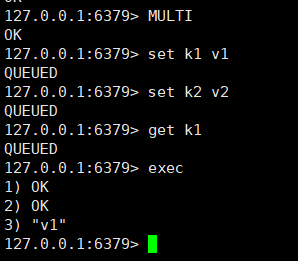 127.0.0.1:6379> MULTI
OK
127.0.0.1:6379> set k1 v1
QUEUED
127.0.0.1:6379> set k2 v2
QUEUED
127.0.0.1:6379> get k1
QUEUED
127.0.0.1:6379> exec
1) OK
2) OK
3) "v1"
127.0.0.1:6379>